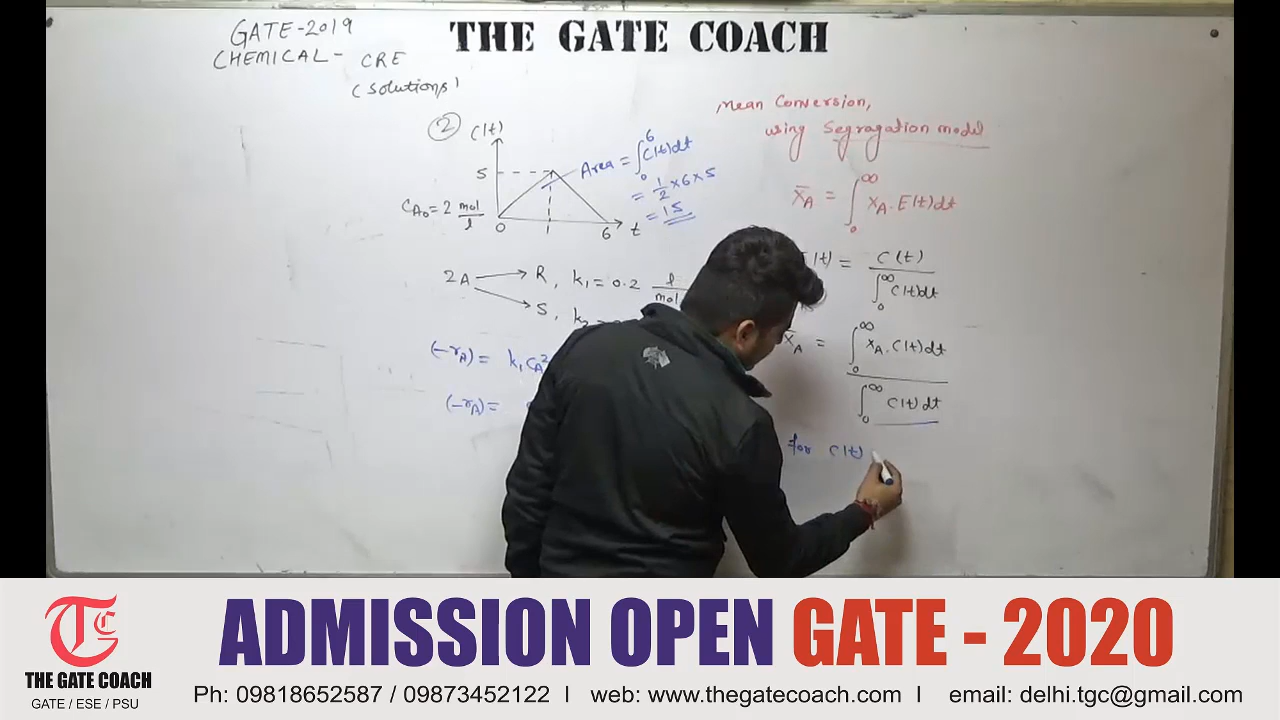 THE GATE COACH
GATE-2019
CHEMICAL - CRE
(Solutions)
② C(t)
5
C_A₀ = 2 mol/l
0 1 6 t
Area = ∫₀⁶ C(t)dt
= 1/2 × 6 × 5
= 15
2A → R, k₁ = 0.2 l/mol
→ S, k₂
(-r_A) = k₁C_A²
(-r_A) =
Mean Conversion,
using Segragation model
X̄_A = ∫₀^∞ X_A · E(t)dt
(t) = C(t) / ∫₀^∞ C(t)dt
X̄_A = ∫₀^∞ X_A · C(t)dt / ∫₀^∞ C(t)dt
for C(t)
TC
THE GATE COACH
GATE / ESE / PSU
ADMISSION OPEN GATE - 2020
Ph: 09818652587 / 09873452122 | web: www.thegatecoach.com | email: delhi.tgc@gmail.com